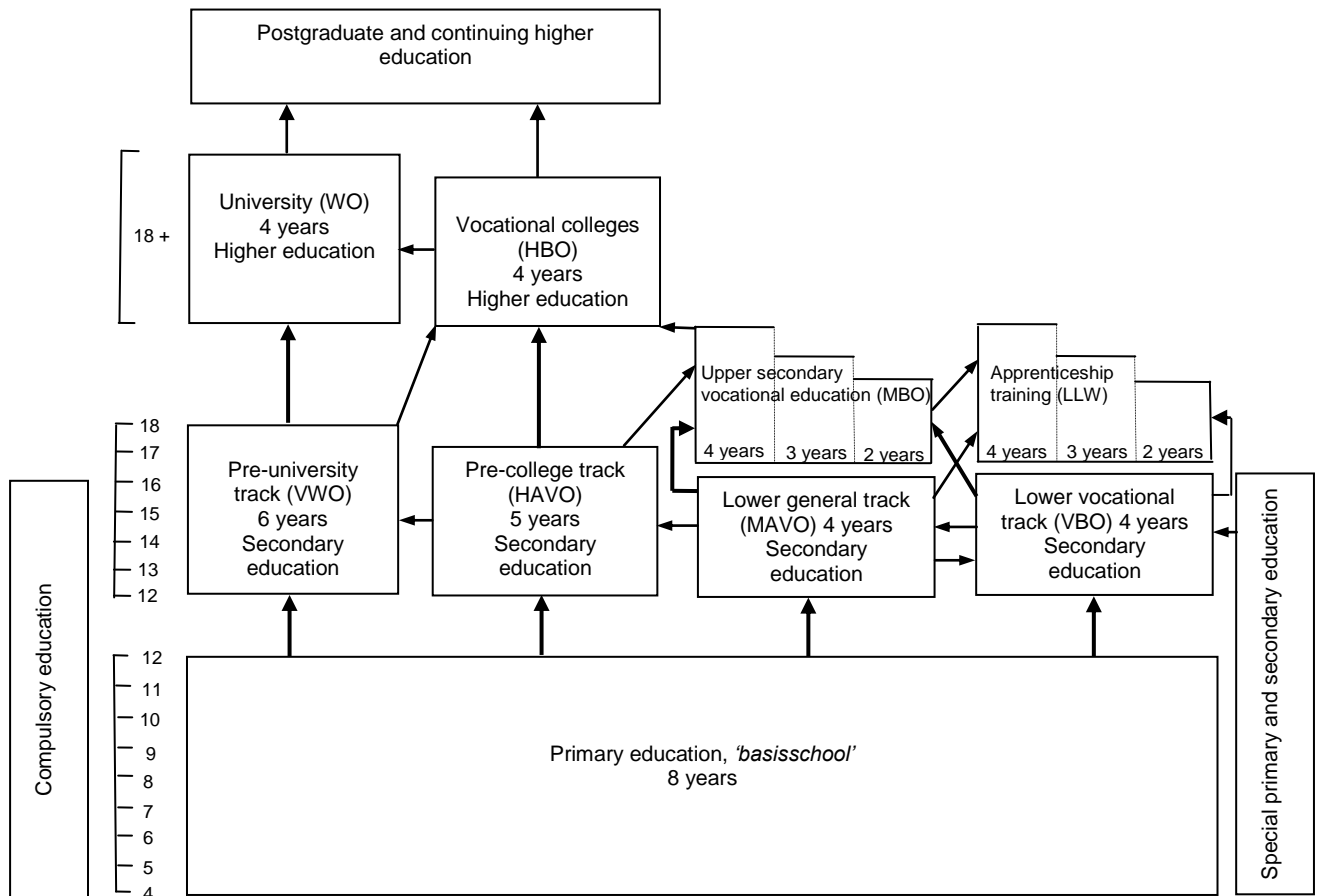 Postgraduate and continuing higher
education
18 +
University (WO)
4 years
Higher education
Vocational colleges
(HBO)
4 years
Higher education
Upper secondary
vocational education (MBO)
4 years
3 years
2 years
Apprenticeship
training (LLW)
4 years
3 years
2 years
18
17
16
15
14
13
12
Pre-university
track (VWO)
6 years
Secondary
education
Pre-college track
(HAVO)
5 years
Secondary
education
Lower general track
(MAVO) 4 years
Secondary
education
Lower vocational
track (VBO) 4 years
Secondary
education
Compulsory education
Special primary and secondary education
12
11
10
9
8
7
6
5
4
Primary education, ‘basisschool’
8 years